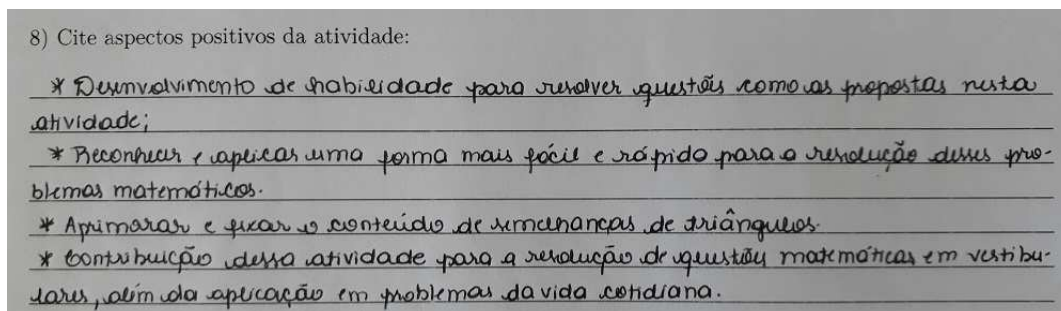 8) Cite aspectos positivos da atividade:
* Desenvolvimento de habilidade para resolver questões como as propostas nesta
atividade;
* Reconhecer e aplicar uma forma mais fácil e rápido para a resolução desses pro-
blemas matemáticos.
* Aprimorar e fixar o conteúdo de semelhanças de triângulos.
* Contribuição dessa atividade para a resolução de questões matemáticas em vestibu-
lares, além da aplicação em problemas da vida cotidiana.